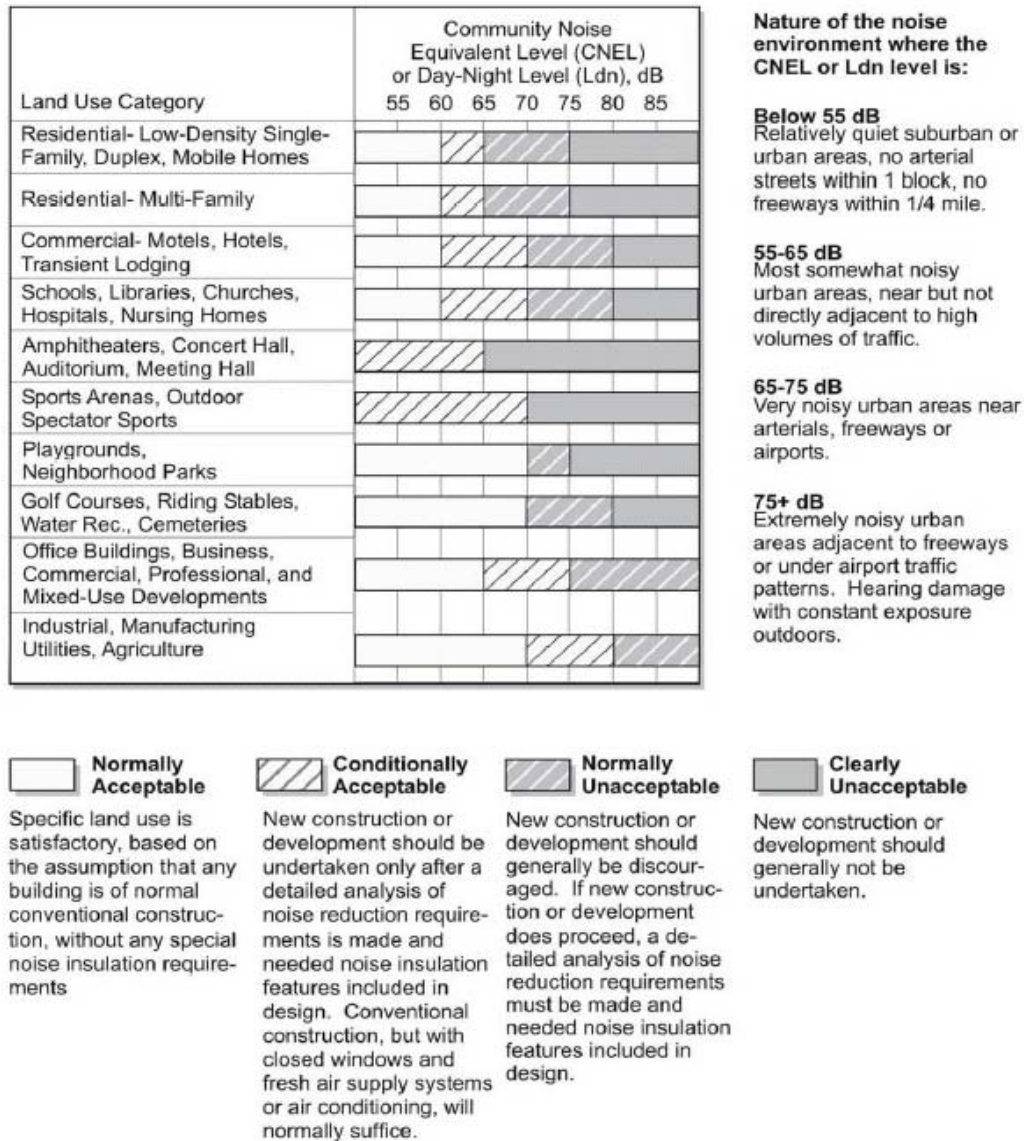 Community Noise
Equivalent Level (CNEL)
or Day-Night Level (Ldn), dB
Land Use Category
55 60 65 70 75 80 85
Residential- Low-Density Single-
Family, Duplex, Mobile Homes
Residential- Multi-Family
Commercial- Motels, Hotels,
Transient Lodging
Schools, Libraries, Churches,
Hospitals, Nursing Homes
Amphitheaters, Concert Hall,
Auditorium, Meeting Hall
Sports Arenas, Outdoor
Spectator Sports
Playgrounds,
Neighborhood Parks
Golf Courses, Riding Stables,
Water Rec., Cemeteries
Office Buildings, Business,
Commercial, Professional, and
Mixed-Use Developments
Industrial, Manufacturing
Utilities, Agriculture
Nature of the noise
environment where the
CNEL or Ldn level is:
Below 55 dB
Relatively quiet suburban or
urban areas, no arterial
streets within 1 block, no
freeways within 1/4 mile.
55-65 dB
Most somewhat noisy
urban areas, near but not
directly adjacent to high
volumes of traffic.
65-75 dB
Very noisy urban areas near
arterials, freeways or
airports.
75+ dB
Extremely noisy urban
areas adjacent to freeways
or under airport traffic
patterns. Hearing damage
with constant exposure
outdoors.
Normally
Acceptable
Specific land use is
satisfactory, based on
the assumption that any
building is of normal
conventional construc-
tion, without any special
noise insulation require-
ments
Conditionally
Acceptable
New construction or
development should be
undertaken only after a
detailed analysis of
noise reduction require-
ments is made and
needed noise insulation
features included in
design. Conventional
construction, but with
closed windows and
fresh air supply systems
or air conditioning, will
normally suffice.
Normally
Unacceptable
New construction or
development should
generally be discour-
aged. If new construc-
tion or development
does proceed, a de-
tailed analysis of noise
reduction requirements
must be made and
needed noise insulation
features included in
design.
Clearly
Unacceptable
New construction or
development should
generally not be
undertaken.